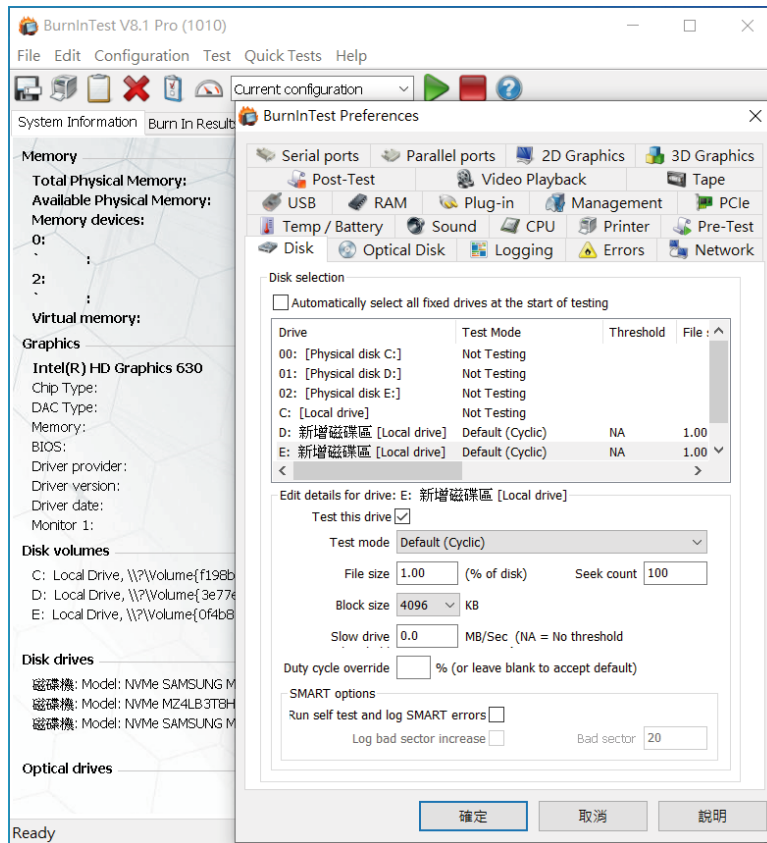 BurnInTest V8.1 Pro (1010)
File Edit Configuration Test Quick Tests Help
Current configuration
System Information Burn In Results
Memory
Total Physical Memory:
Available Physical Memory:
Memory devices:
0:
` :
2:
` :
Virtual memory:
Graphics
Intel(R) HD Graphics 630
Chip Type:
DAC Type:
Memory:
BIOS:
Driver provider:
Driver version:
Driver date:
Monitor 1:
Disk volumes
C: Local Drive, \\?\Volume{f198b
D: Local Drive, \\?\Volume{3e77e
E: Local Drive, \\?\Volume{0f4b8
Disk drives
磁碟機: Model: NVMe SAMSUNG M
磁碟機: Model: NVMe MZ4LB3T8H
磁碟機: Model: NVMe SAMSUNG M
Optical drives
Ready
BurnInTest Preferences
Serial ports Parallel ports 2D Graphics 3D Graphics
Post-Test Video Playback Tape
USB RAM Plug-in Management PCIe
Temp / Battery Sound CPU Printer Pre-Test
Disk Optical Disk Logging Errors Network
Disk selection
Automatically select all fixed drives at the start of testing
Drive Test Mode Threshold File s
00: [Physical disk C:] Not Testing
01: [Physical disk D:] Not Testing
02: [Physical disk E:] Not Testing
C: [Local drive] Not Testing
D: 新增磁碟區 [Local drive] Default (Cyclic) NA 1.00
E: 新增磁碟區 [Local drive] Default (Cyclic) NA 1.00
Edit details for drive: E: 新增磁碟區 [Local drive]
Test this drive
Test mode Default (Cyclic)
File size 1.00 (% of disk) Seek count 100
Block size 4096 KB
Slow drive 0.0 MB/Sec (NA = No threshold
Duty cycle override % (or leave blank to accept default)
SMART options
Run self test and log SMART errors
Log bad sector increase Bad sector 20
確定 取消 說明